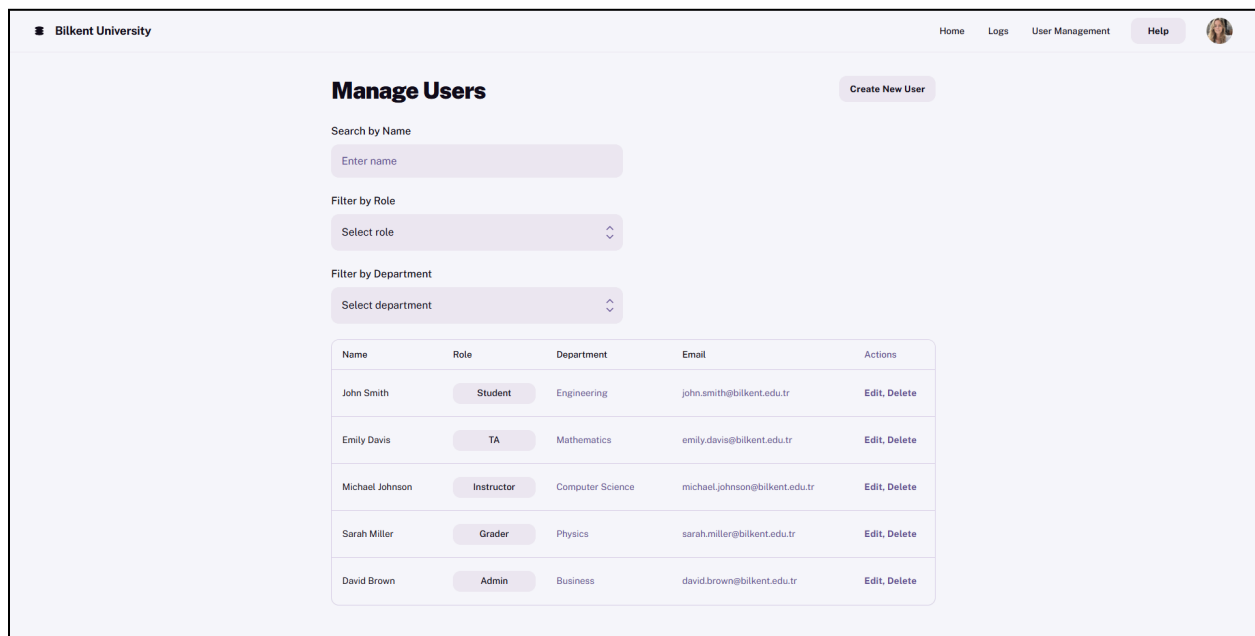 Bilkent University Home Logs User Management Help
Manage Users Create New User
Search by Name
Enter name
Filter by Role
Select role
Filter by Department
Select department
Name Role Department Email Actions
John Smith Student Engineering john.smith@bilkent.edu.tr Edit, Delete
Emily Davis TA Mathematics emily.davis@bilkent.edu.tr Edit, Delete
Michael Johnson Instructor Computer Science michael.johnson@bilkent.edu.tr Edit, Delete
Sarah Miller Grader Physics sarah.miller@bilkent.edu.tr Edit, Delete
David Brown Admin Business david.brown@bilkent.edu.tr Edit, Delete